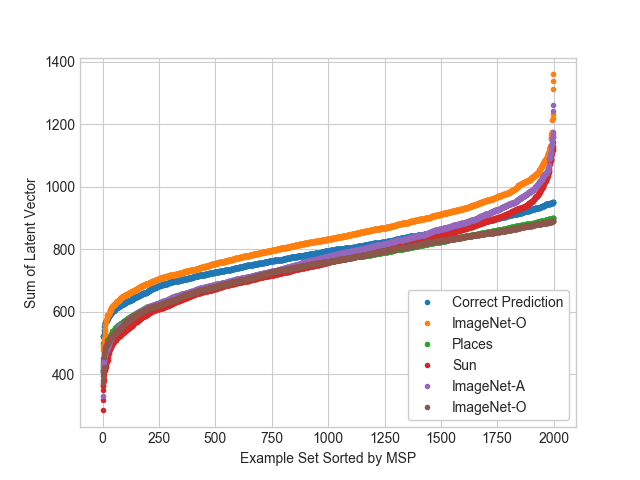 1400
1200
1000
800
600
400
Sum of Latent Vector
Correct Prediction
ImageNet-O
Places
Sun
ImageNet-A
ImageNet-O
0 250 500 750 1000 1250 1500 1750 2000
Example Set Sorted by MSP